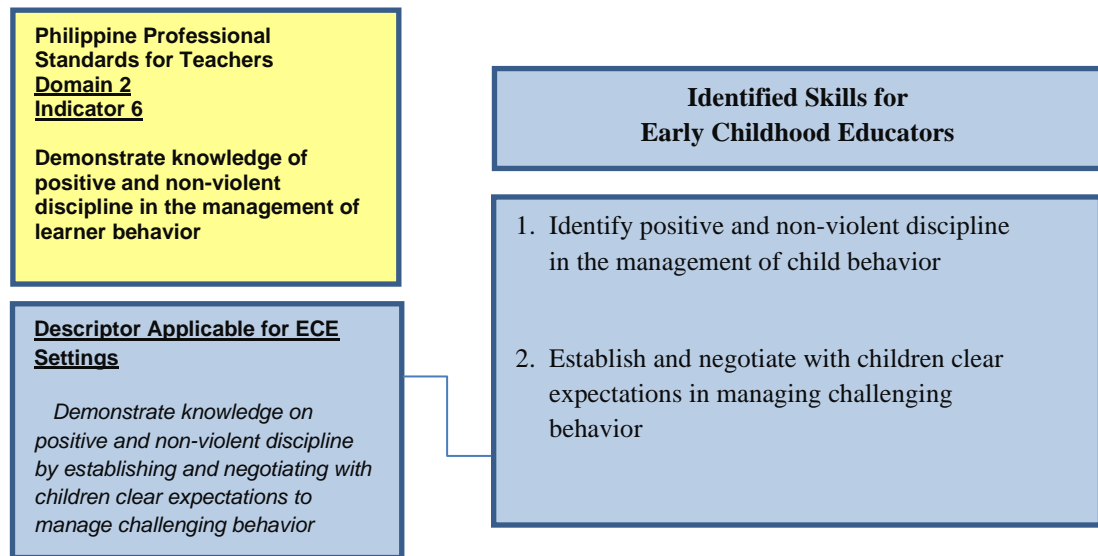 Philippine Professional
Standards for Teachers
Domain 2
Indicator 6
Demonstrate knowledge of
positive and non-violent
discipline in the management of
learner behavior
Descriptor Applicable for ECE
Settings
Demonstrate knowledge on
positive and non-violent discipline
by establishing and negotiating with
children clear expectations to
manage challenging behavior
Identified Skills for
Early Childhood Educators
1. Identify positive and non-violent discipline
in the management of child behavior
2. Establish and negotiate with children clear
expectations in managing challenging
behavior